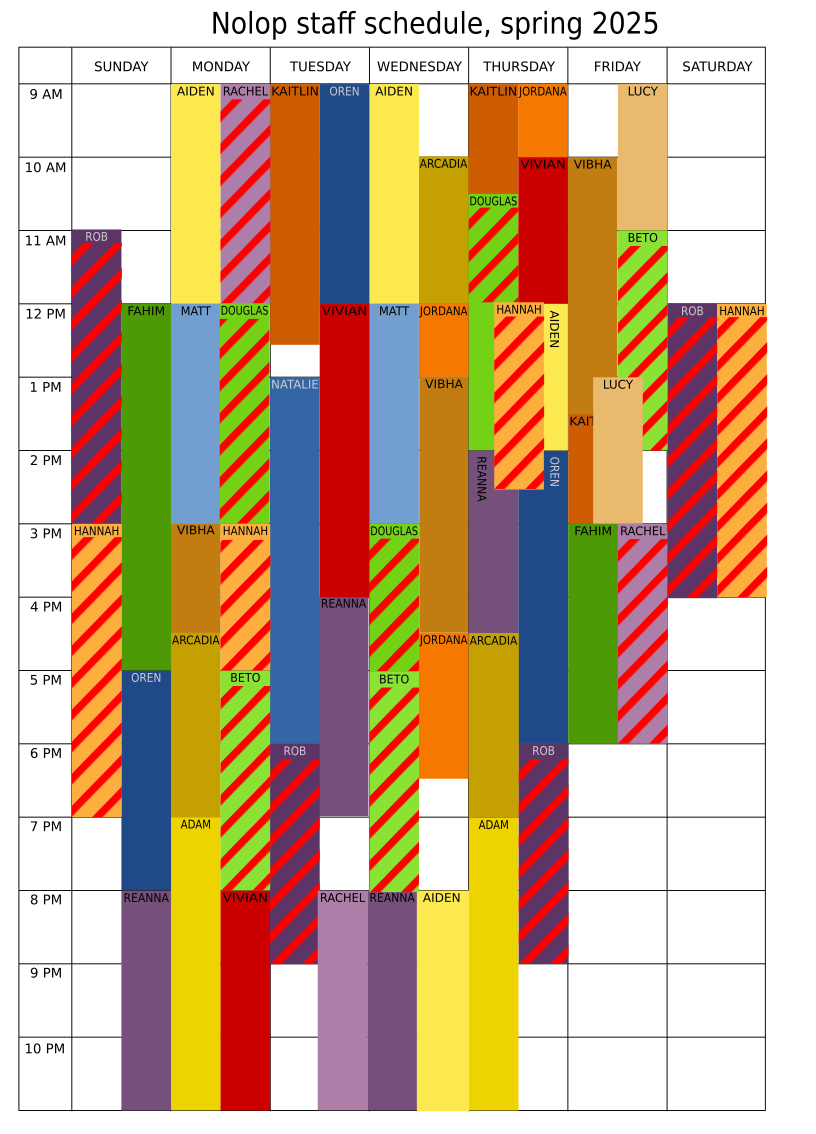 Nolop staff schedule, spring 2025
SUNDAY MONDAY TUESDAY WEDNESDAY THURSDAY FRIDAY SATURDAY
9 AM AIDEN RACHEL KAITLIN OREN AIDEN KAITLIN JORDANA LUCY
10 AM ARCADIA VIVIAN VIBHA
DOUGLAS
11 AM ROB BETO
12 PM FAHIM MATT DOUGLAS VIVIAN MATT JORDANA HANNAH AIDEN ROB HANNAH
1 PM NATALIE VIBHA LUCY
KAIT
2 PM REANNA OREN
3 PM HANNAH VIBHA HANNAH DOUGLAS FAHIM RACHEL
4 PM REANNA
ARCADIA JORDANA ARCADIA
5 PM OREN BETO BETO
6 PM ROB ROB
7 PM ADAM ADAM
8 PM REANNA VIVIAN RACHEL REANNA AIDEN
9 PM
10 PM